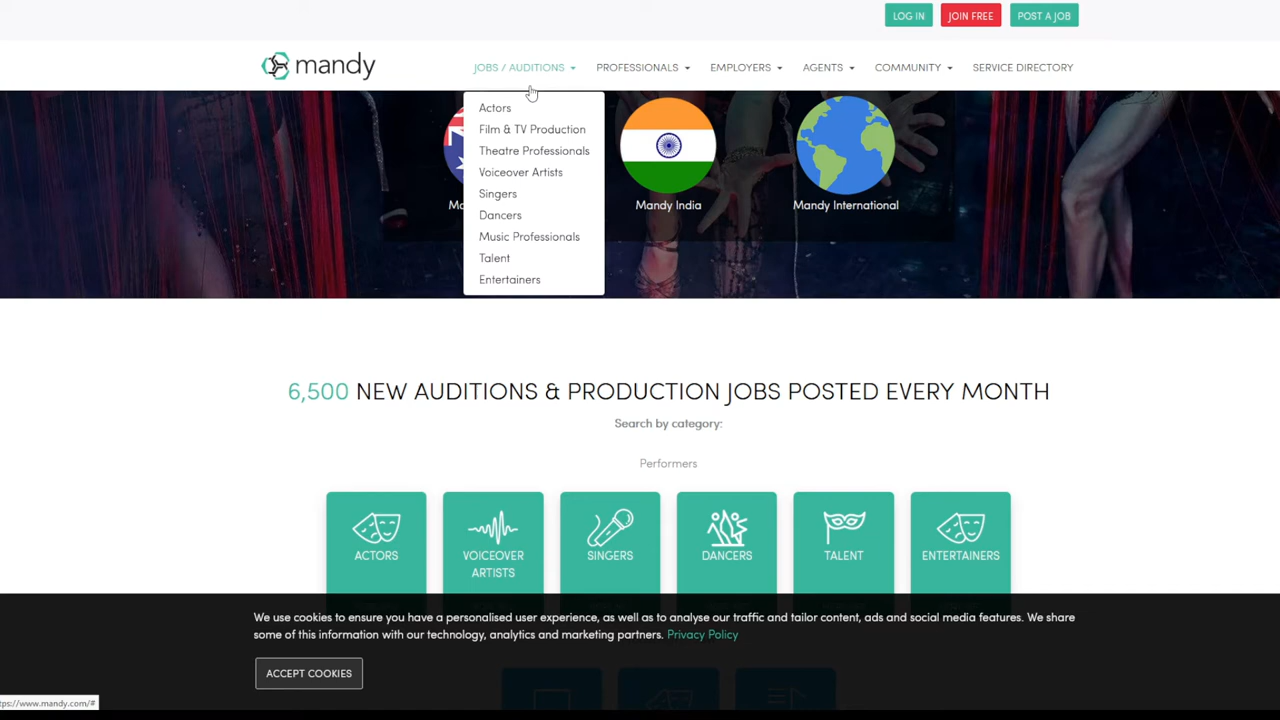 LOG IN
JOIN FREE
POST A JOB
mandy
JOBS / AUDITIONS
PROFESSIONALS
EMPLOYERS
AGENTS
COMMUNITY
SERVICE DIRECTORY
Actors
Film & TV Production
Theatre Professionals
Voiceover Artists
Singers
Dancers
Music Professionals
Talent
Entertainers
Mandy India
Mandy International
6,500 NEW AUDITIONS & PRODUCTION JOBS POSTED EVERY MONTH
Search by category:
Performers
ACTORS
VOICEOVER
ARTISTS
SINGERS
DANCERS
TALENT
ENTERTAINERS
We use cookies to ensure you have a personalised user experience, as well as to analyse our traffic and tailor content, ads and social media features. We share
some of this information with our technology, analytics and marketing partners. Privacy Policy
ACCEPT COOKIES
tps://www.mandy.com/#